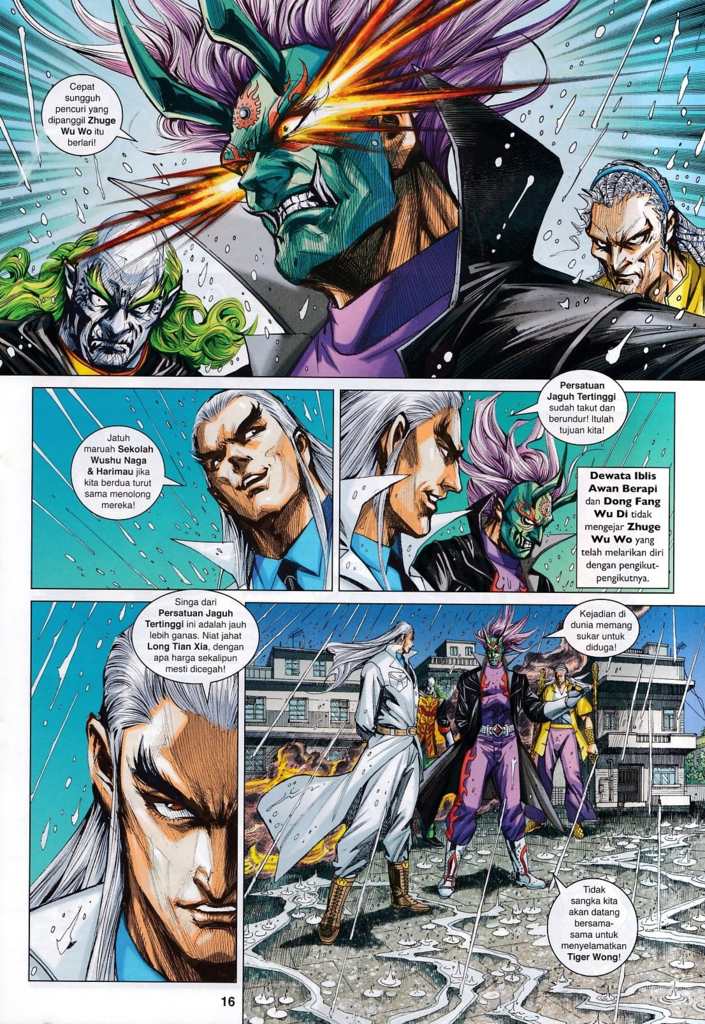 Cepat
sungguh
pencuri yang
dipanggil Zhuge
Wu Wo itu
berlari!
Jatuh
maruah Sekolah
Wushu Naga
& Harimau jika
kita berdua turut
sama menolong
mereka!
Persatuan
Jaguh Tertinggi
sudah takut dan
berundur! Itulah
tujuan kita!
Dewata Iblis
Awan Berapi
dan Dong Fang
Wu Di tidak
mengejar Zhuge
Wu Wo yang
telah melarikan diri
dengan pengikut-
pengikutnya.
Singa dari
Persatuan Jaguh
Tertinggi ini adalah jauh
lebih ganas. Niat jahat
Long Tian Xia, dengan
apa harga sekalipun
mesti dicegah!
Kejadian di
dunia memang
sukar untuk
diduga!
Tidak
sangka kita
akan datang
bersama-
sama untuk
menyelamatkan
Tiger Wong!
16